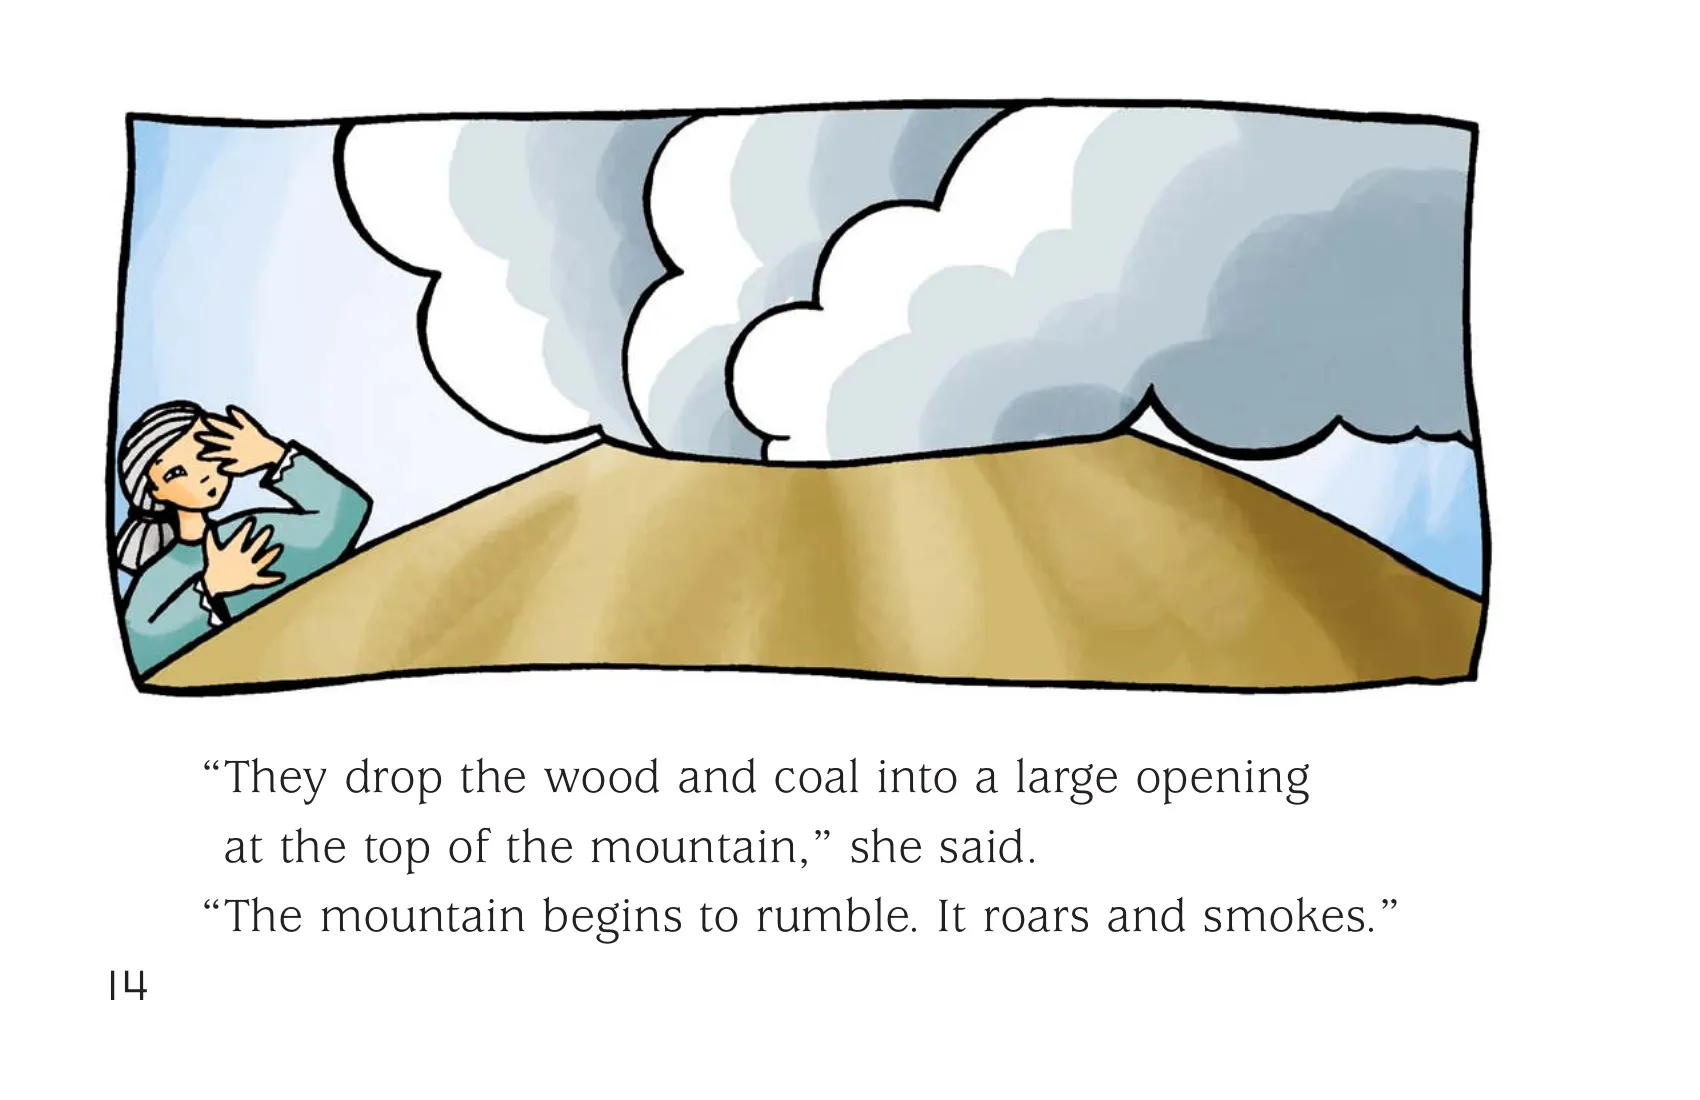 “They drop the wood and coal into a large opening
at the top of the mountain,” she said.
“The mountain begins to rumble. It roars and smokes.”
14